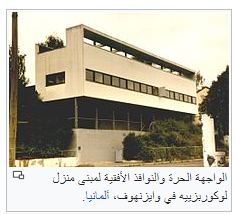 الواجهة الحرة والنوافذ الأفقية لمبنى منزل
لوكوربزييه في وايزنهوف، ألمانيا.